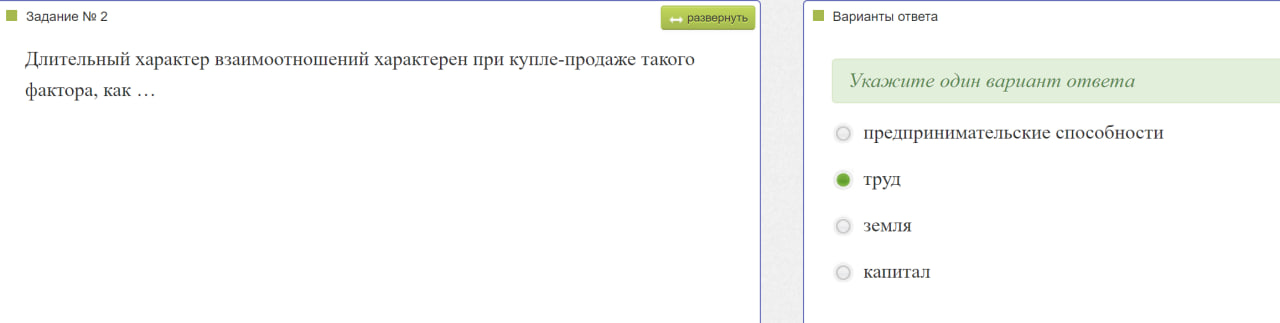 Задание № 2
развернуть
Длительный характер взаимоотношений характерен при купле-продаже такого
фактора, как …
Варианты ответа
Укажите один вариант ответа
предпринимательские способности
труд
земля
капитал